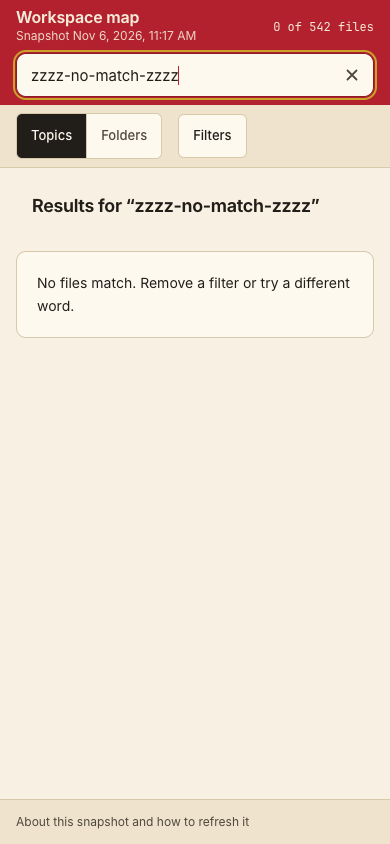 Workspace map
Snapshot Nov 6, 2026, 11:17 AM
0 of 542 files
zzzz-no-match-zzzz
Topics
Folders
Filters
Results for “zzzz-no-match-zzzz”
No files match. Remove a filter or try a different
word.
About this snapshot and how to refresh it